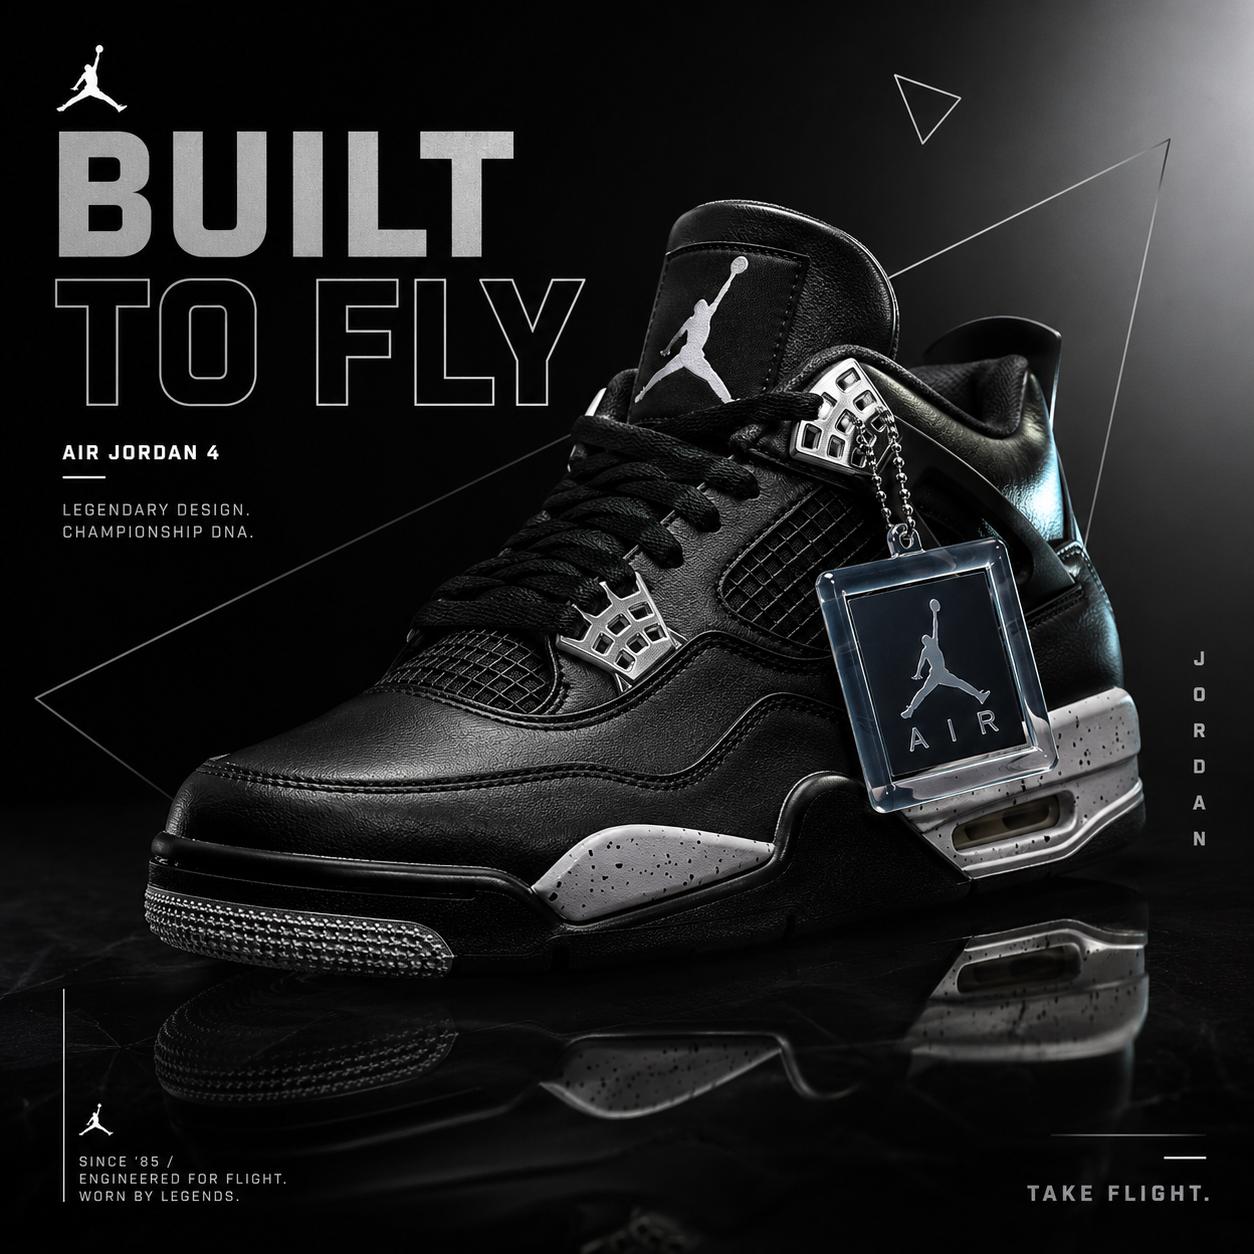 BUILT
TO FLY
AIR JORDAN 4
LEGENDARY DESIGN.
CHAMPIONSHIP DNA.
AIR
JORDAN
SINCE '85 /
ENGINEERED FOR FLIGHT.
WORN BY LEGENDS.
TAKE FLIGHT.